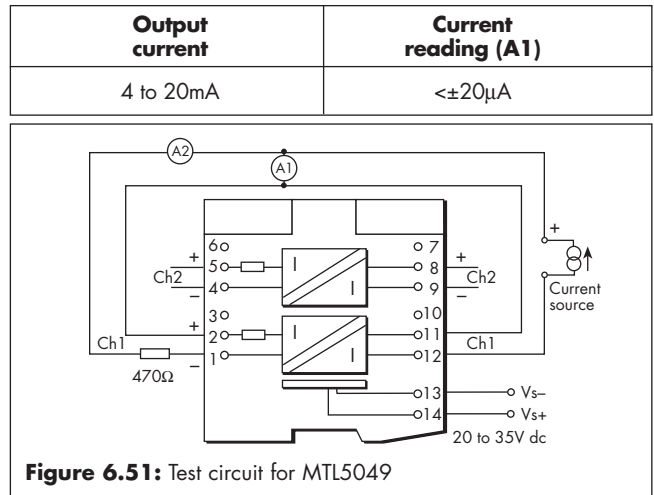 Output current
Current reading (A1)
4 to 20mA
<±20µA
A2
A1
6
7
+
5
I
8
+
Ch2
Ch2
4
I
9
–
–
3
10
+
2
I
11
Ch1
Ch1
1
I
12
–
470Ω
13
Vs–
14
Vs+
20 to 35V dc
+
Current
source
Figure 6.51: Test circuit for MTL5049